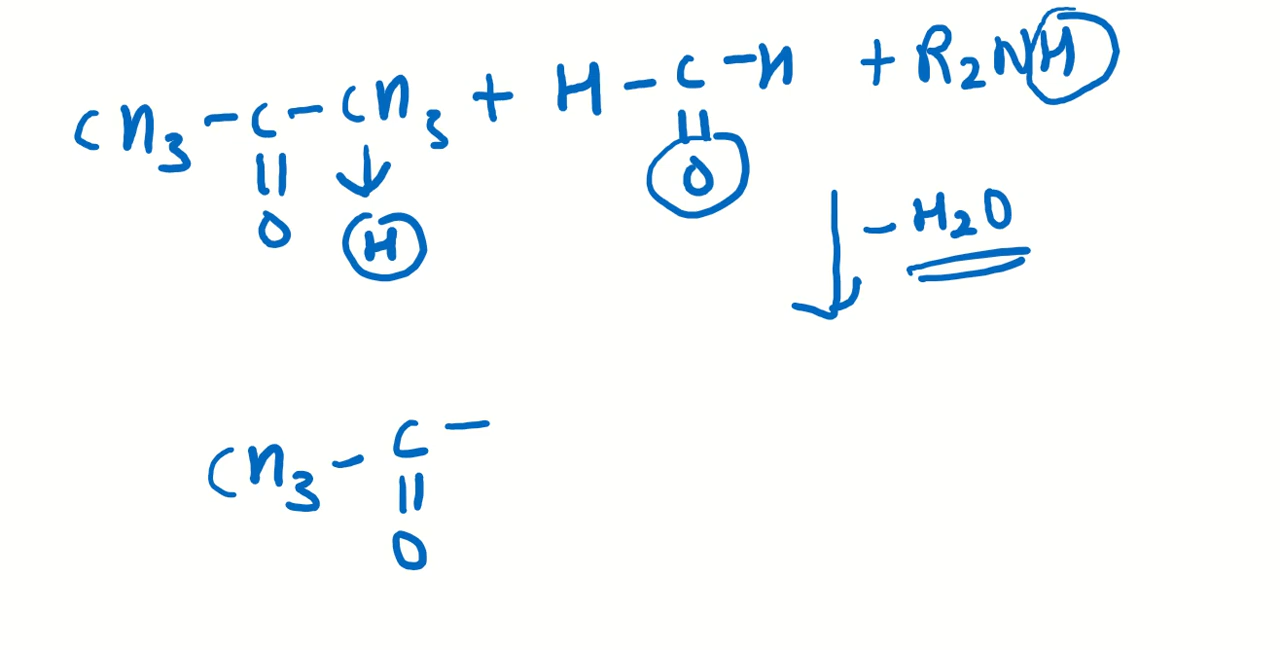 CH₃-C-CH₃ + H-C-H + R₂NH
|| ↓ ||
O H O
↓ - H₂O
CH₃-C-
||
O